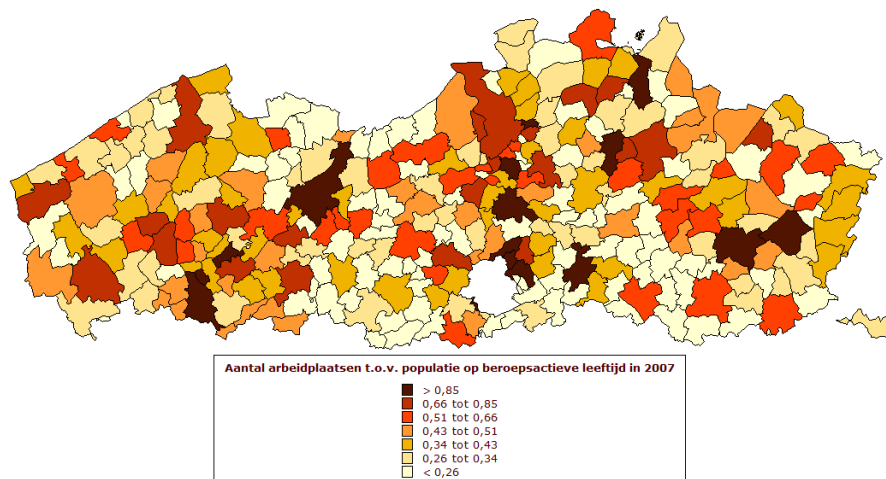 Aantal arbeidplaatsen t.o.v. populatie op beroepsactieve leeftijd in 2007
> 0,85
0,66 tot 0,85
0,51 tot 0,66
0,43 tot 0,51
0,34 tot 0,43
0,26 tot 0,34
< 0,26